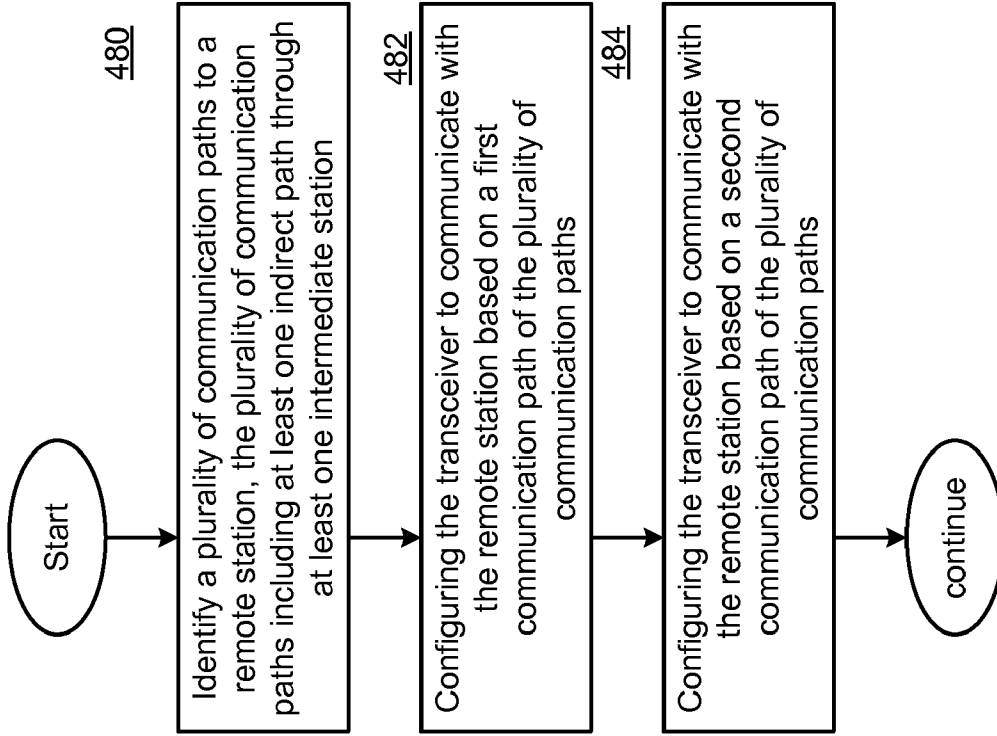 Start
480
Identify a plurality of communication paths to a
remote station, the plurality of communication
paths including at least one indirect path through
at least one intermediate station
482
Configuring the transceiver to communicate with
the remote station based on a first
communication path of the plurality of
communication paths
484
Configuring the transceiver to communicate with
the remote station based on a second
communication path of the plurality of
communication paths
continue